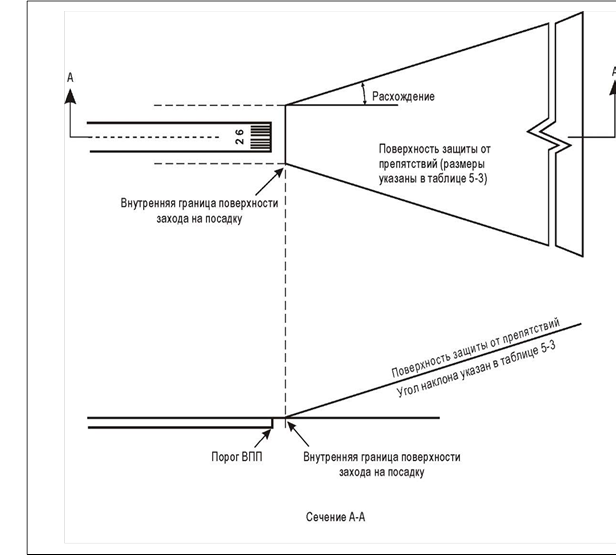 А
А
Расхождение
26
Поверхность защиты от
препятствий (размеры
указаны в таблице 5-3)
Внутренняя граница поверхности
захода на посадку
Поверхность защиты от препятствий
Угол наклона указан в таблице 5-3
Порог ВПП
Внутренняя граница поверхности
захода на посадку
Сечение А-А